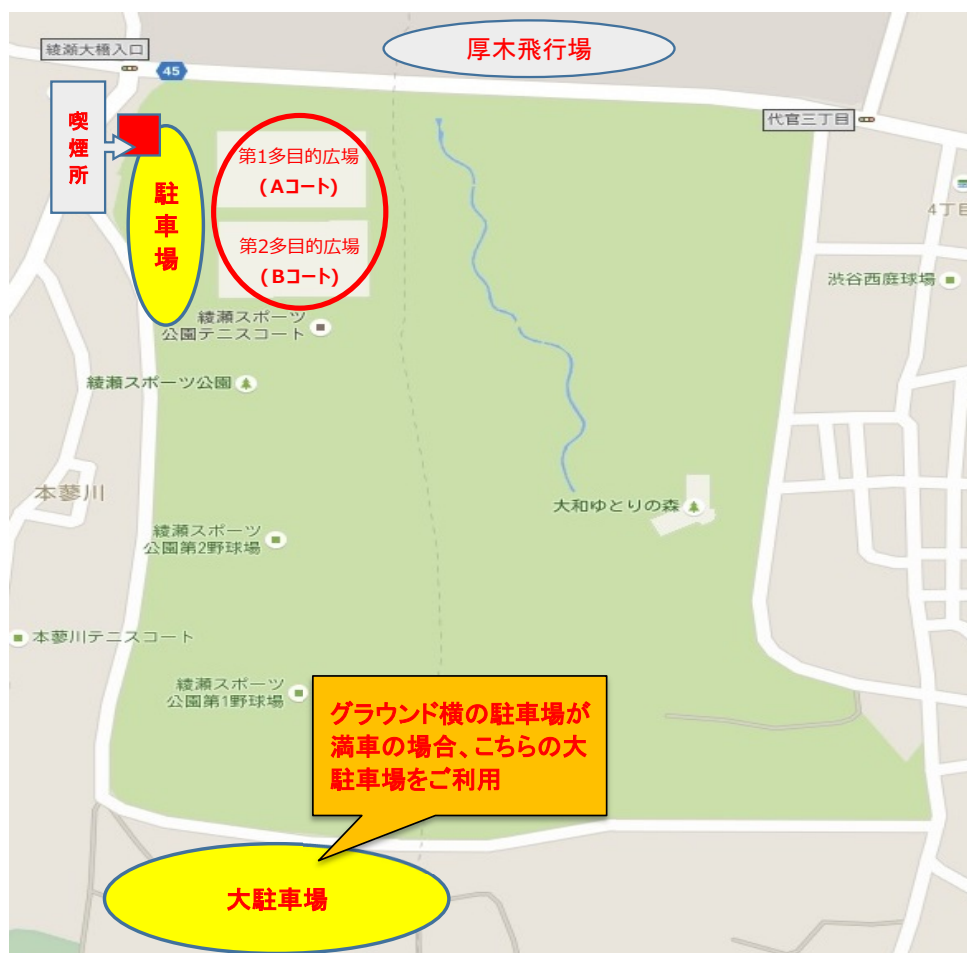 厚木飛行場
綾瀬大橋入口
45
代官三丁目
喫
煙
所
駐
車
場
第1多目的広場
(Aコート)
第2多目的広場
(Bコート)
4丁目
渋谷西庭球場
綾瀬スポーツ
公園テニスコート
綾瀬スポーツ公園
本蓼川
大和ゆとりの森
綾瀬スポーツ
公園第2野球場
本蓼川テニスコート
綾瀬スポーツ
公園第1野球場
グラウンド横の駐車場が
満車の場合、こちらの大
駐車場をご利用
大駐車場